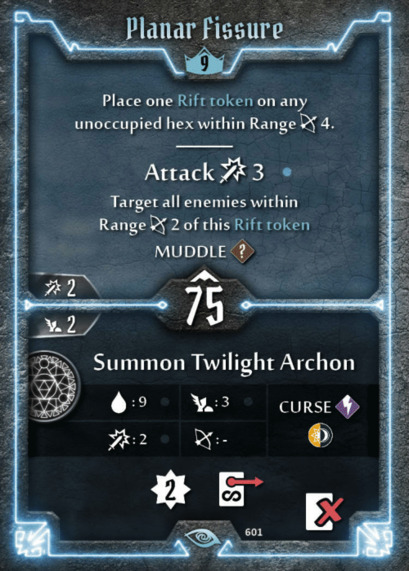 Planar Fissure
9
Place one Rift token on any
unoccupied hex within Range 4.
Attack 3
Target all enemies within
Range 2 of this Rift token
MUDDLE ?
2
75
2
Summon Twilight Archon
: 9 : 3 CURSE
: 2 : -
2
601